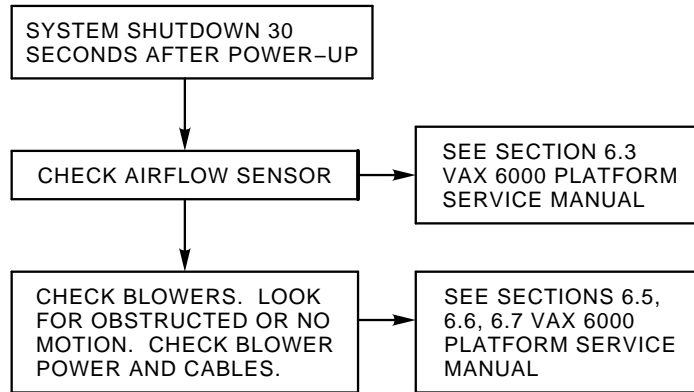 SYSTEM SHUTDOWN 30
SECONDS AFTER POWER–UP
CHECK AIRFLOW SENSOR
SEE SECTION 6.3
VAX 6000 PLATFORM
SERVICE MANUAL
CHECK BLOWERS. LOOK
FOR OBSTRUCTED OR NO
MOTION. CHECK BLOWER
POWER AND CABLES.
SEE SECTIONS 6.5,
6.6, 6.7 VAX 6000
PLATFORM SERVICE
MANUAL